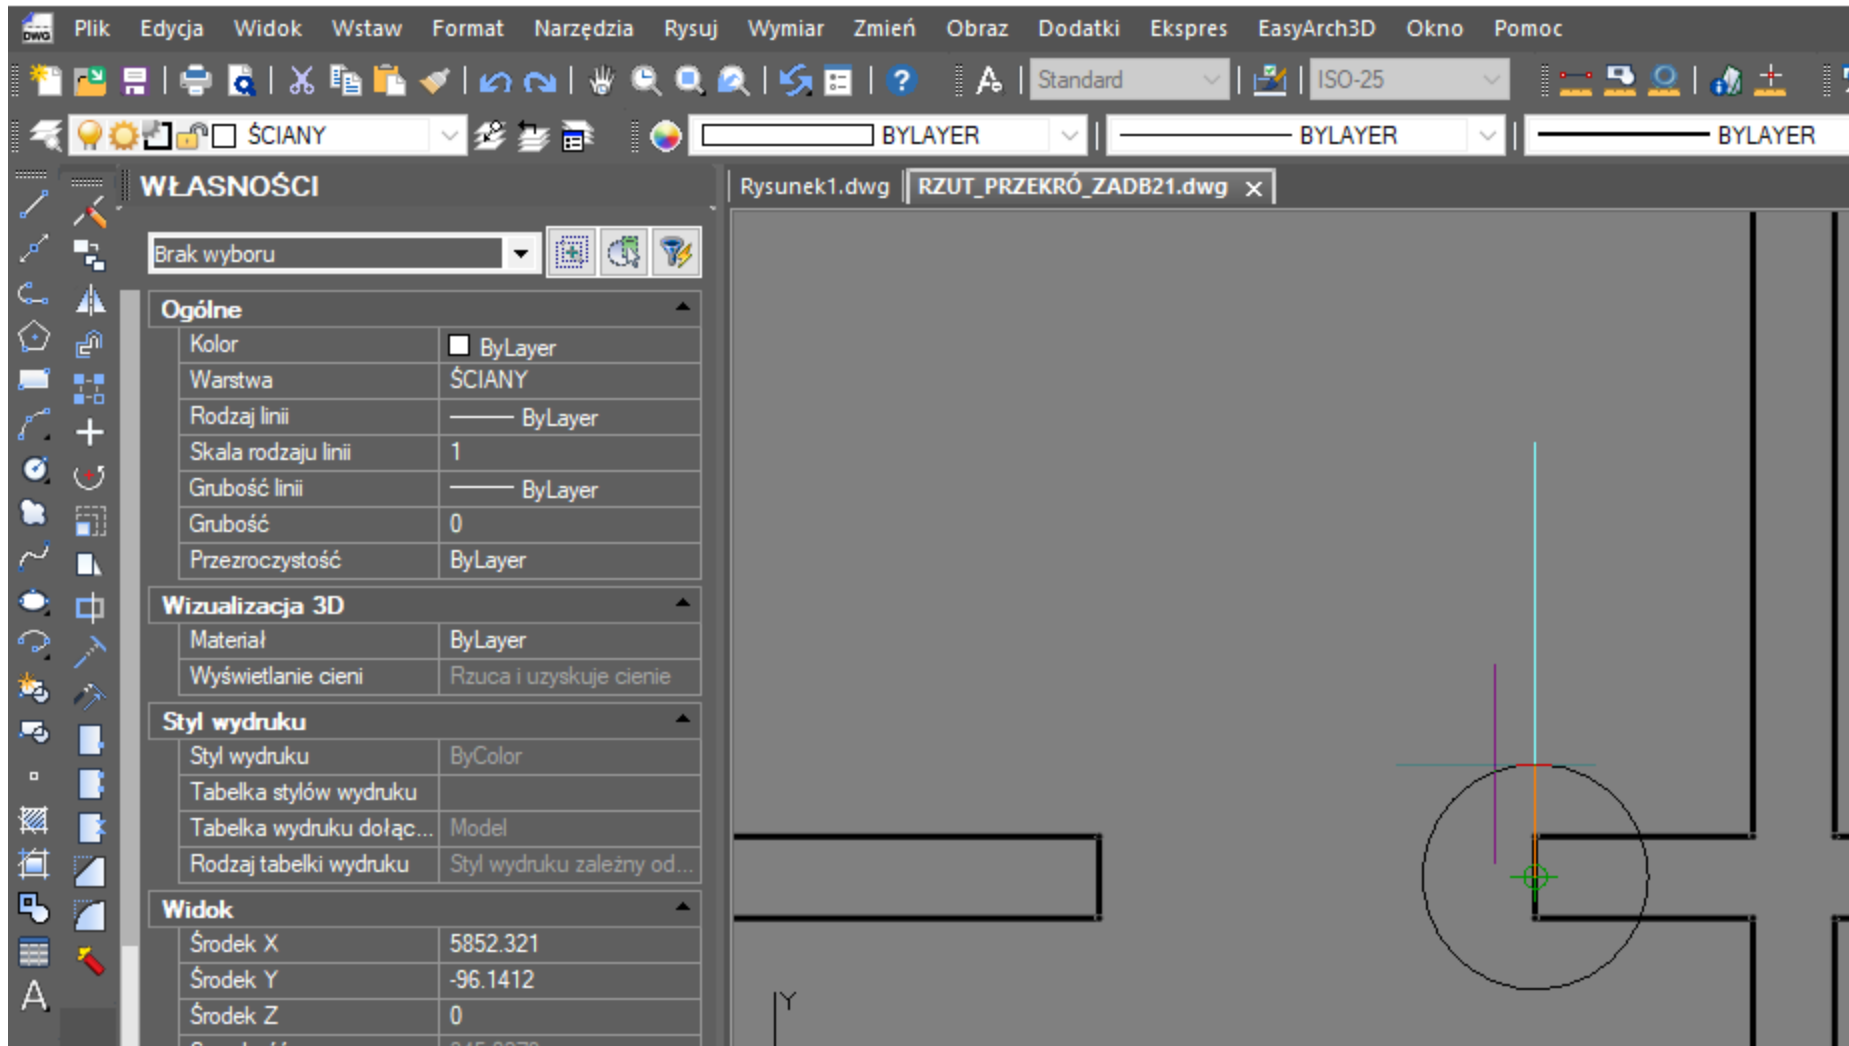 DWG Plik Edycja Widok Wstaw Format Narzędzia Rysuj Wymiar Zmień Obraz Dodatki Ekspres EasyArch3D Okno Pomoc
Standard ISO-25
ŚCIANY BYLAYER BYLAYER BYLAYER
WŁASNOŚCI
Rysunek1.dwg RZUT_PRZEKRÓ_ZADB21.dwg
Brak wyboru
Ogólne
Kolor ByLayer
Warstwa ŚCIANY
Rodzaj linii ByLayer
Skala rodzaju linii 1
Grubość linii ByLayer
Grubość 0
Przezroczystość ByLayer
Wizualizacja 3D
Materiał ByLayer
Wyświetlanie cieni Rzuca i uzyskuje cienie
Styl wydruku
Styl wydruku ByColor
Tabelka stylów wydruku
Tabelka wydruku dołąc... Model
Rodzaj tabelki wydruku Styl wydruku zależny od...
Widok
Środek X 5852.321
Środek Y -96.1412
Środek Z 0
Y